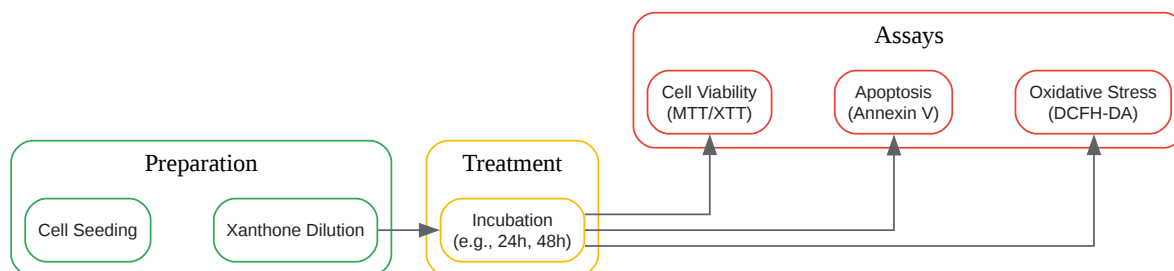 Assays
Cell Viability
(MTT/XTT)
Apoptosis
(Annexin V)
Oxidative Stress
(DCFH-DA)
Preparation
Cell Seeding
Xanthone Dilution
Treatment
Incubation
(e.g., 24h, 48h)